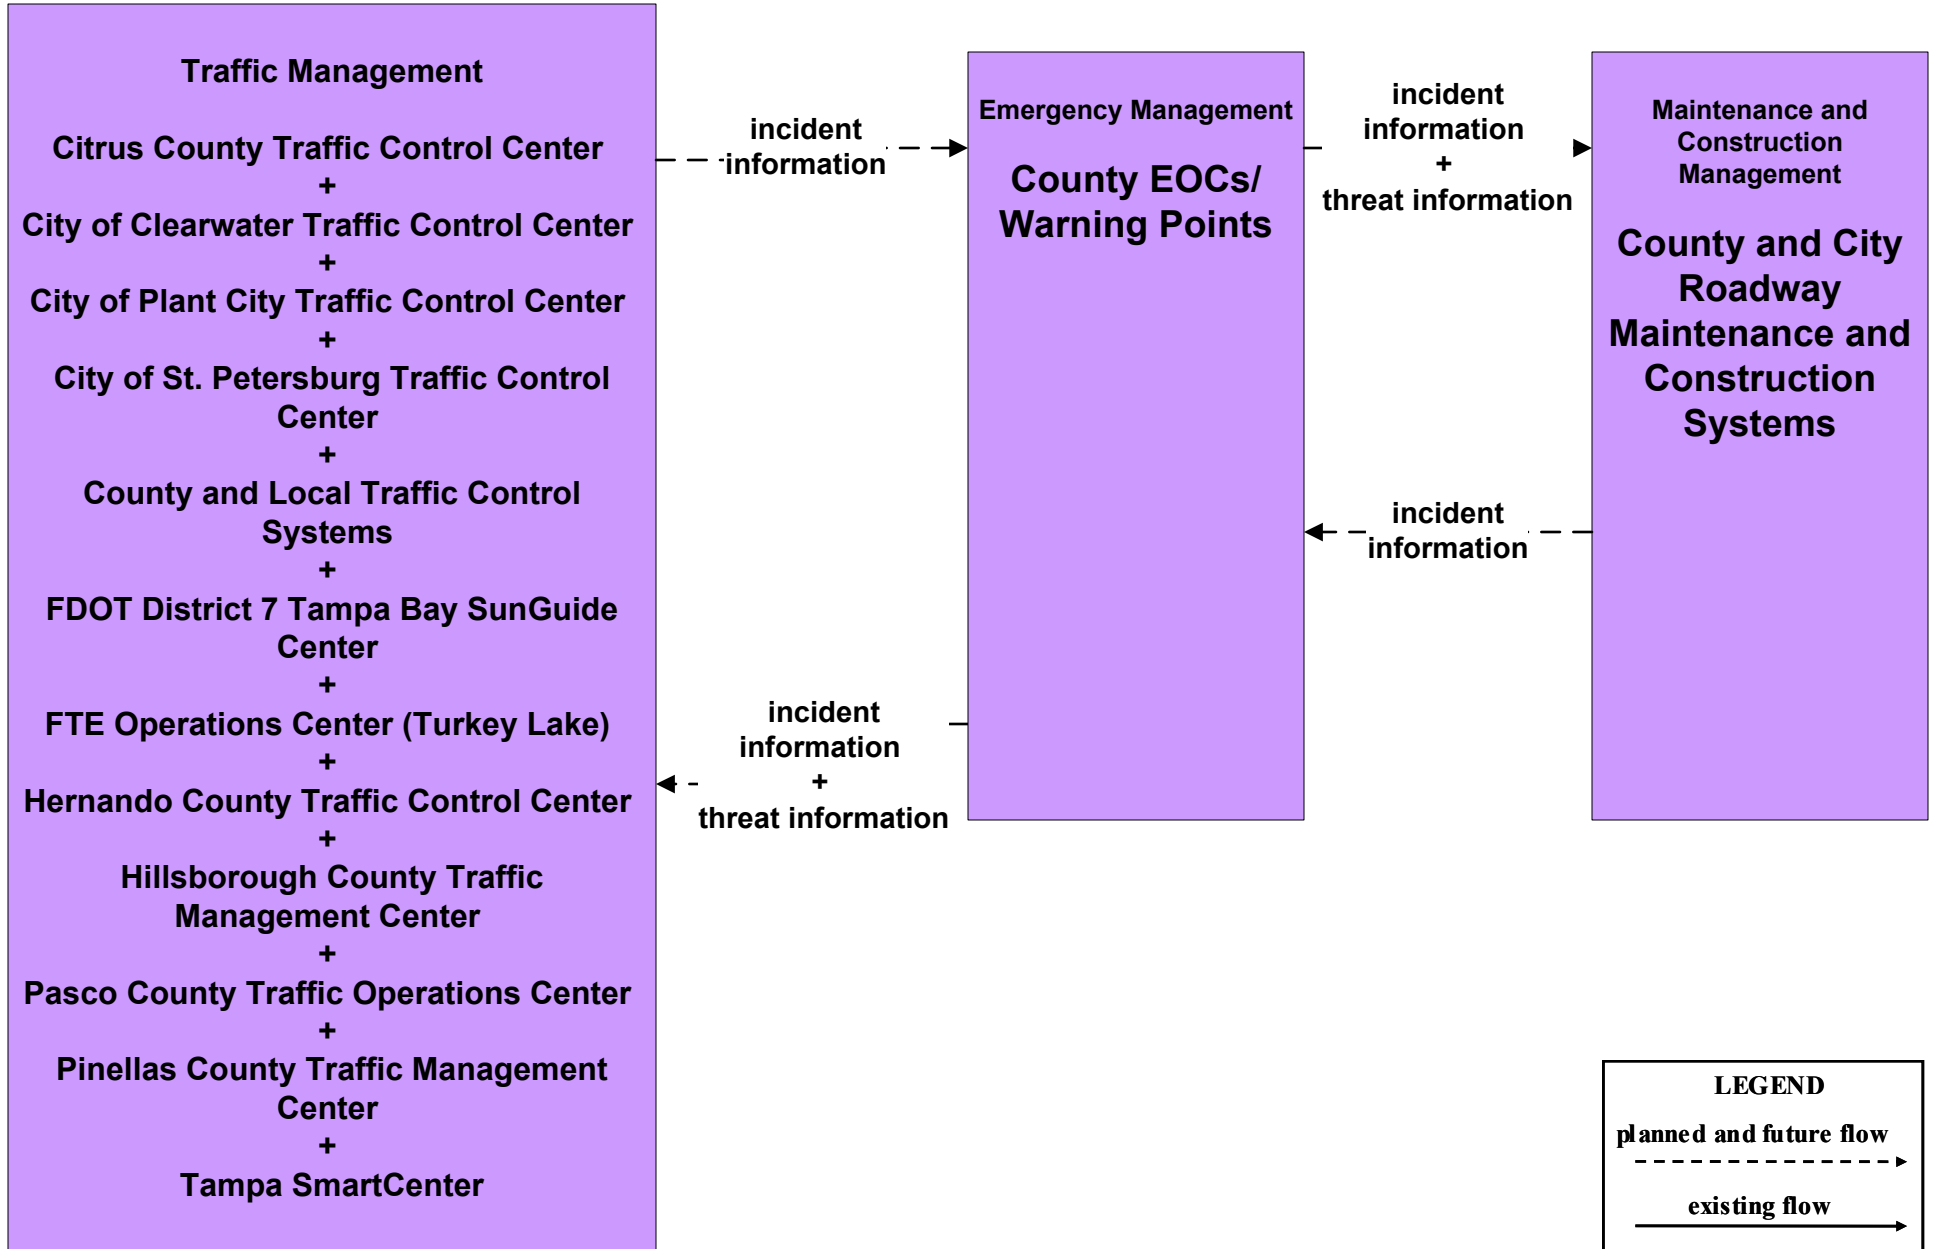 Traffic Management
Citrus County Traffic Control Center
+
City of Clearwater Traffic Control Center
+
City of Plant City Traffic Control Center
+
City of St. Petersburg Traffic Control
Center
+
County and Local Traffic Control
Systems
+
FDOT District 7 Tampa Bay SunGuide
Center
+
FTE Operations Center (Turkey Lake)
+
Hernando County Traffic Control Center
+
Hillsborough County Traffic
Management Center
+
Pasco County Traffic Operations Center
+
Pinellas County Traffic Management
Center
+
Tampa SmartCenter
incident
information
incident
information
+
threat information
Emergency Management
County EOCs/
Warning Points
incident
information
+
threat information
incident
information
Maintenance and
Construction
Management
County and City
Roadway
Maintenance and
Construction
Systems
LEGEND
planned and future flow
existing flow